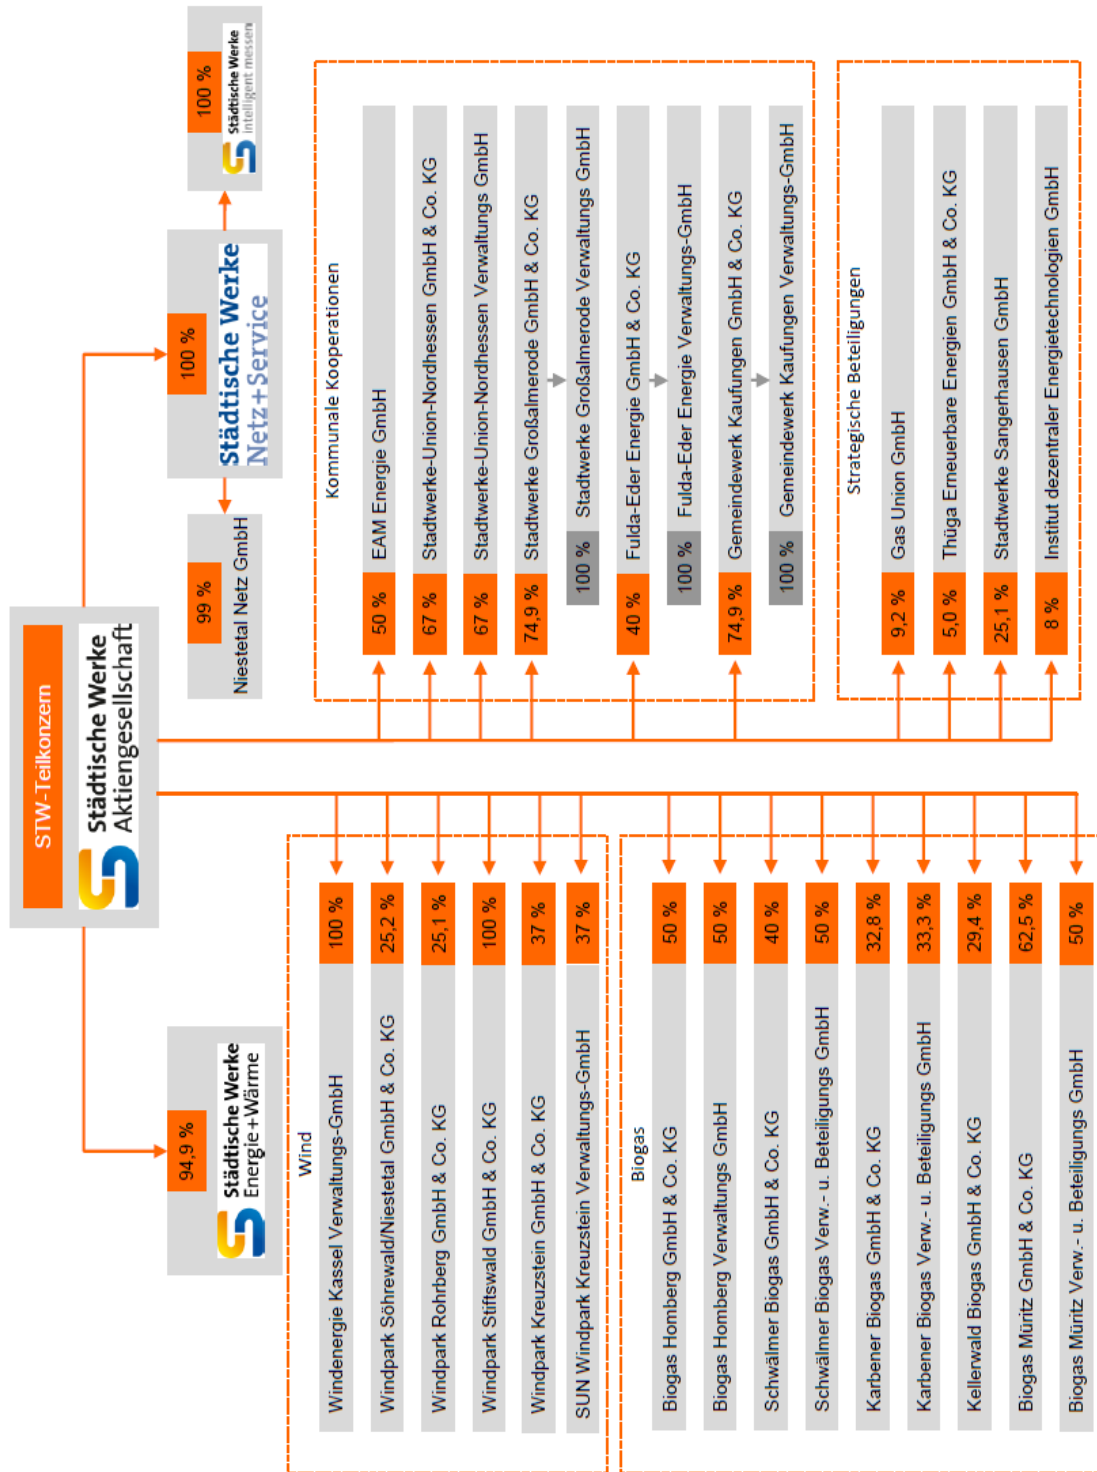 STW-Teilkonzern
Städtische Werke
Aktiengesellschaft
94,9 %
Städtische Werke
Energie+Wärme
100 %
Städtische Werke
Netz+Service
99 %
Niestetal Netz GmbH
100 %
Städtische Werke
intelligent messen
Wind
Windenergie Kassel Verwaltungs-GmbH 100 %
Windpark Söhrewald/Niestetal GmbH & Co. KG 25,2 %
Windpark Rohrberg GmbH & Co. KG 25,1 %
Windpark Stiftswald GmbH & Co. KG 100 %
Windpark Kreuzstein GmbH & Co. KG 37 %
SUN Windpark Kreuzstein Verwaltungs-GmbH 37 %
Biogas
Biogas Homberg GmbH & Co. KG 50 %
Biogas Homberg Verwaltungs GmbH 50 %
Schwälmer Biogas GmbH & Co. KG 40 %
Schwälmer Biogas Verw.- u. Beteiligungs GmbH 50 %
Karbener Biogas GmbH & Co. KG 32,8 %
Karbener Biogas Verw.- u. Beteiligungs GmbH 33,3 %
Kellerwald Biogas GmbH & Co. KG 29,4 %
Biogas Müritz GmbH & Co. KG 62,5 %
Biogas Müritz Verw.- u. Beteiligungs GmbH 50 %
Kommunale Kooperationen
50 % EAM Energie GmbH
67 % Stadtwerke-Union-Nordhessen GmbH & Co. KG
67 % Stadtwerke-Union-Nordhessen Verwaltungs GmbH
74,9 % Stadtwerke Großalmerode GmbH & Co. KG
100 % Stadtwerke Großalmerode Verwaltungs GmbH
40 % Fulda-Eder Energie GmbH & Co. KG
100 % Fulda-Eder Energie Verwaltungs-GmbH
74,9 % Gemeindewerk Kaufungen GmbH & Co. KG
100 % Gemeindewerk Kaufungen Verwaltungs-GmbH
Strategische Beteiligungen
9,2 % Gas Union GmbH
5,0 % Thüga Erneuerbare Energien GmbH & Co. KG
25,1 % Stadtwerke Sangerhausen GmbH
8 % Institut dezentraler Energietechnologien GmbH